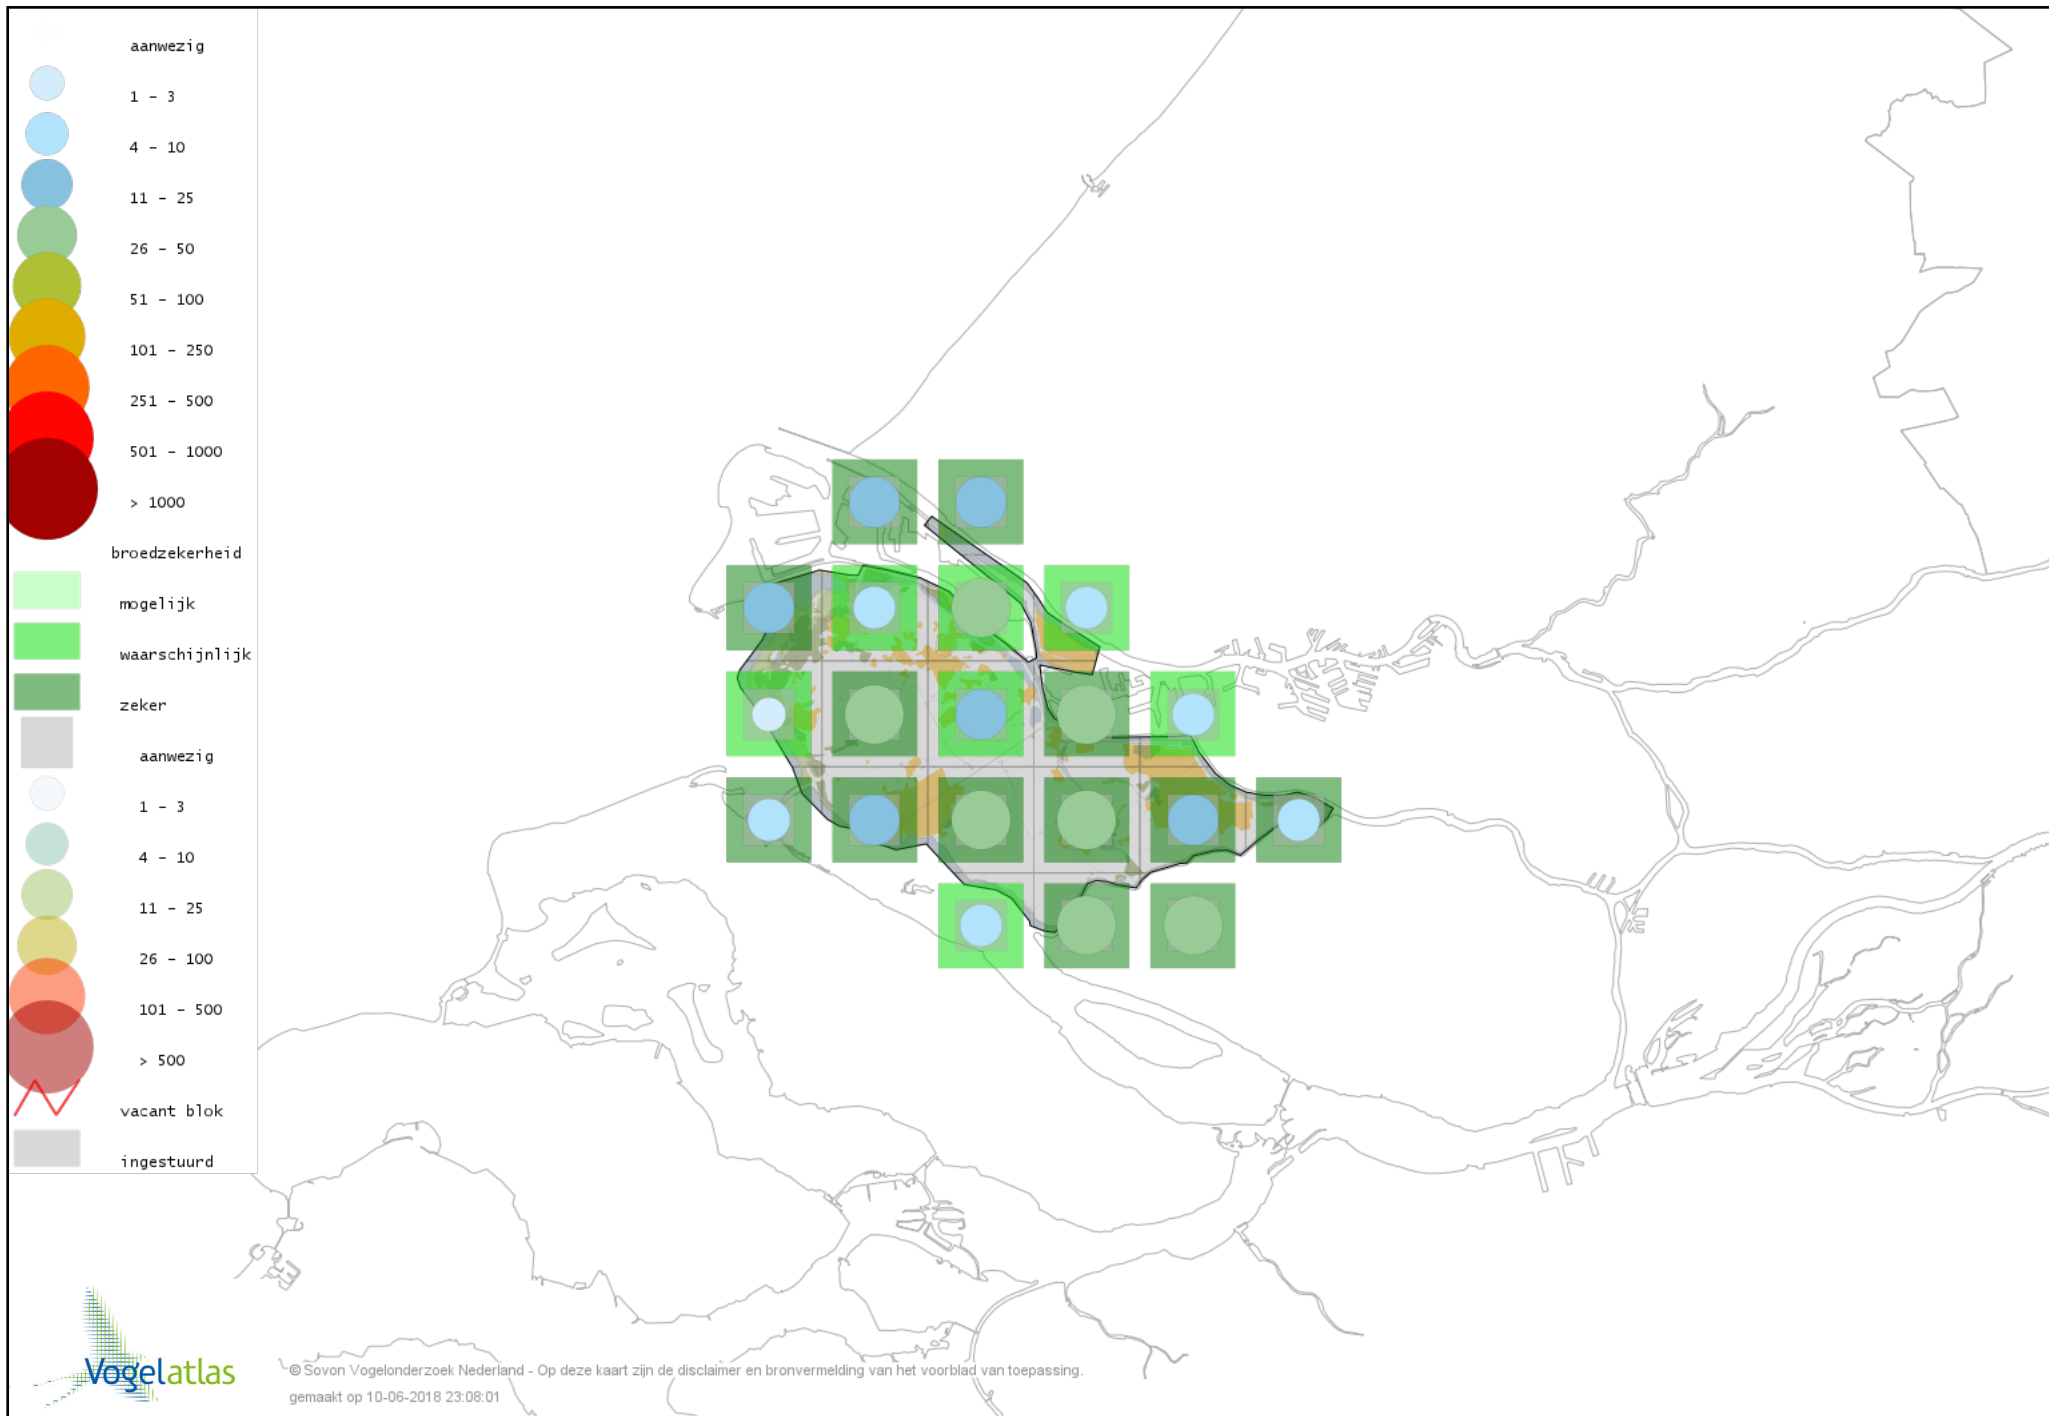 aanwezig
1 - 3
4 - 10
11 - 25
26 - 50
51 - 100
101 - 250
251 - 500
501 - 1000
> 1000
broedzekerheid
mogelijk
waarschijnlijk
zeker
aanwezig
1 - 3
4 - 10
11 - 25
26 - 100
101 - 500
> 500
vacant blok
ingestuurd
Vogelatlas
© Sovon Vogelonderzoek Nederland - Op deze kaart zijn de disclaimer en bronvermelding van het voorblad van toepassing.
gemaakt op 10-06-2018 23:08:01